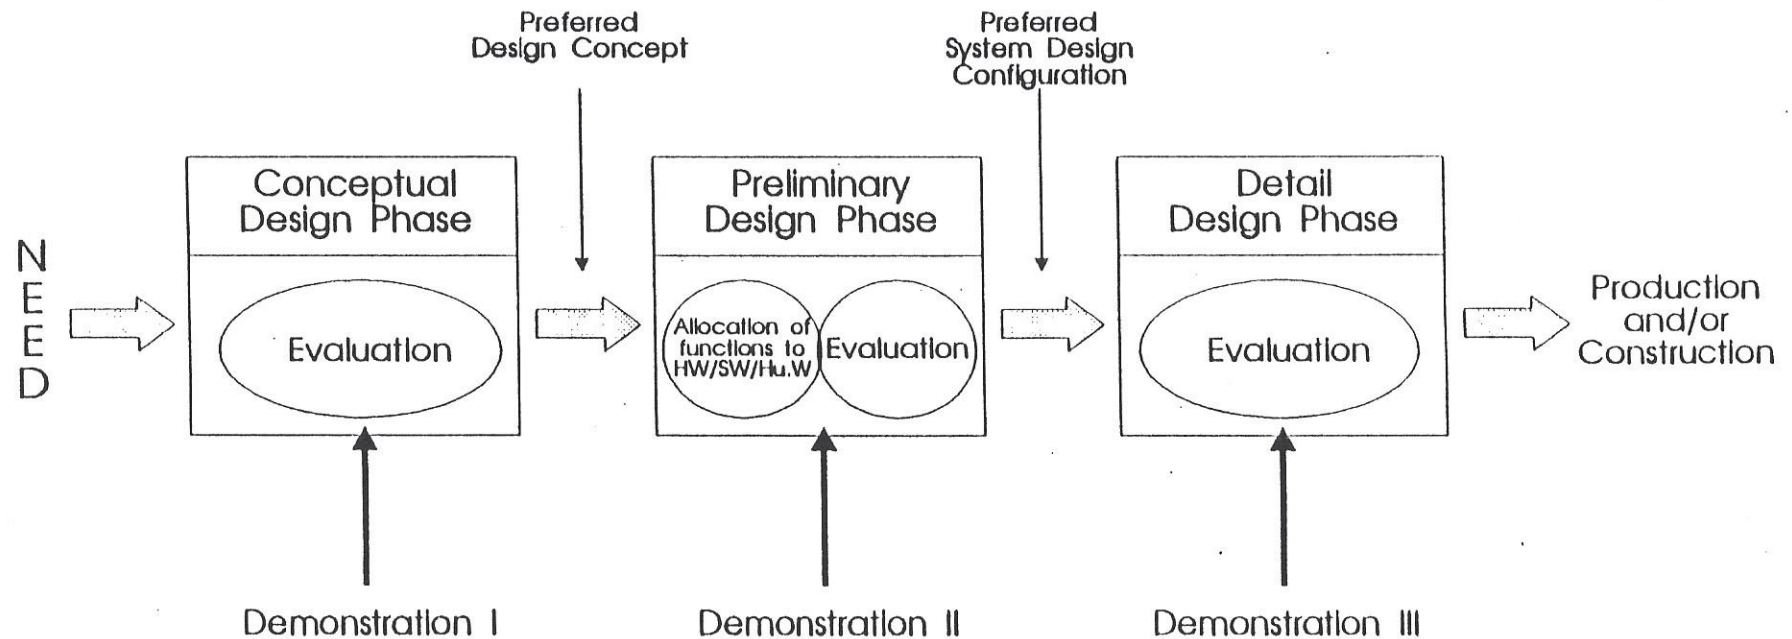 Preferred
Design Concept
Preferred
System Design
Configuration
Conceptual
Design Phase
Preliminary
Design Phase
Detail
Design Phase
N
E
E
D
Evaluation
Allocation of
functions to
HW/SW/Hu.W
Evaluation
Evaluation
Production
and/or
Construction
Demonstration I
Demonstration II
Demonstration III